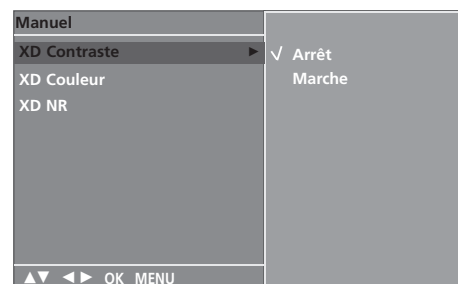 Manuel
XD Contraste ► √ Arrêt
XD Couleur Marche
XD NR
▲▼ ◄► OK MENU